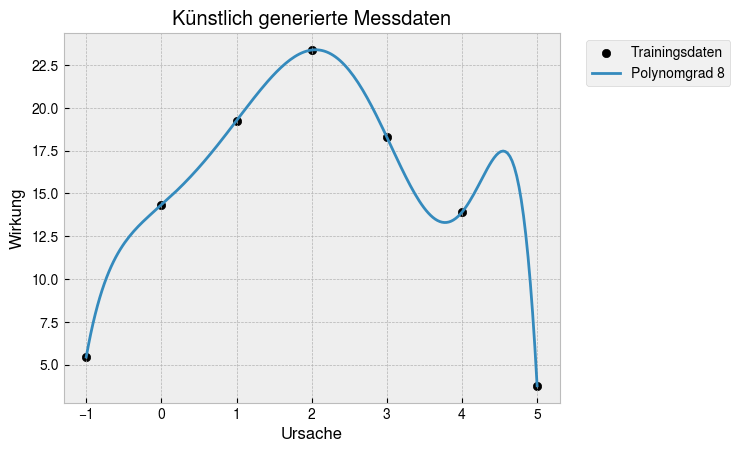 Künstlich generierte Messdaten
Trainingsdaten
Polynomgrad 8
22.5
20.0
17.5
15.0
12.5
10.0
7.5
5.0
Wirkung
−1 0 1 2 3 4 5
Ursache